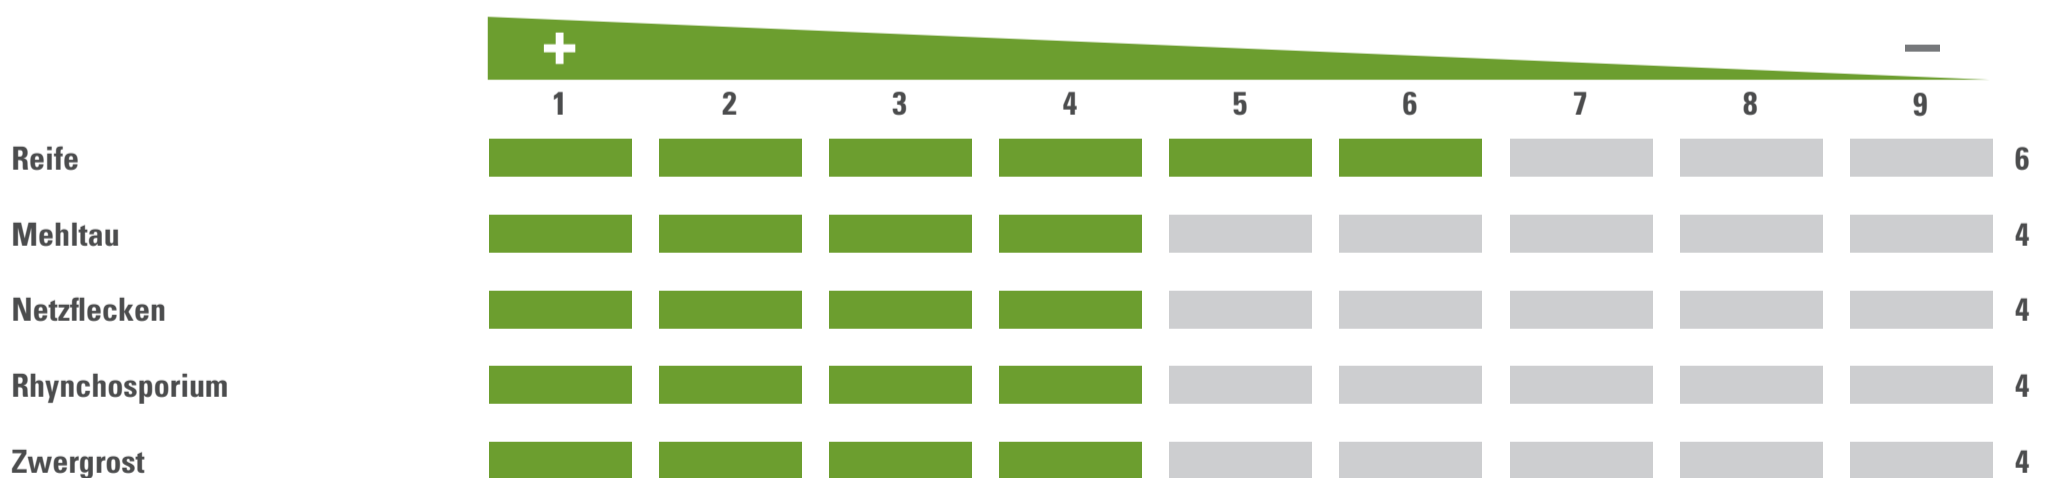 + −
1 2 3 4 5 6 7 8 9
Reife 6
Mehltau 4
Netzflecken 4
Rhynchosporium 4
Zwergrost 4